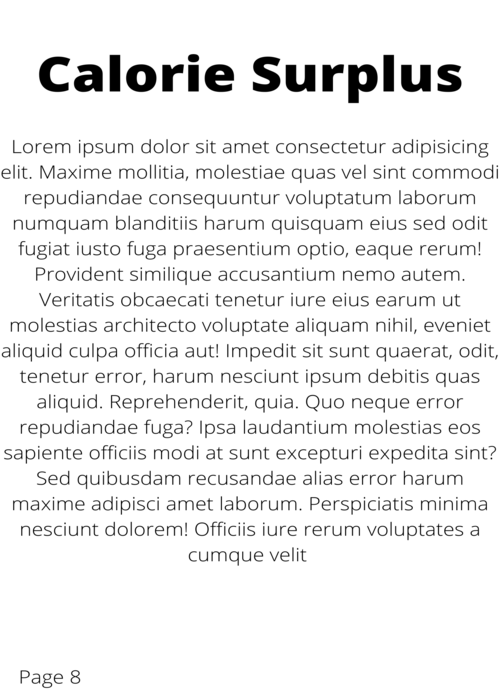 Calorie Surplus
Lorem ipsum dolor sit amet consectetur adipisicing
elit. Maxime mollitia, molestiae quas vel sint commodi
repudiandae consequuntur voluptatum laborum
numquam blanditiis harum quisquam eius sed odit
fugiat iusto fuga praesentium optio, eaque rerum!
Provident similique accusantium nemo autem.
Veritatis obcaecati tenetur iure eius earum ut
molestias architecto voluptate aliquam nihil, eveniet
aliquid culpa officia aut! Impedit sit sunt quaerat, odit,
tenetur error, harum nesciunt ipsum debitis quas
aliquid. Reprehenderit, quia. Quo neque error
repudiandae fuga? Ipsa laudantium molestias eos
sapiente officiis modi at sunt excepturi expedita sint?
Sed quibusdam recusandae alias error harum
maxime adipisci amet laborum. Perspiciatis minima
nesciunt dolorem! Officiis iure rerum voluptates a
cumque velit
Page 8